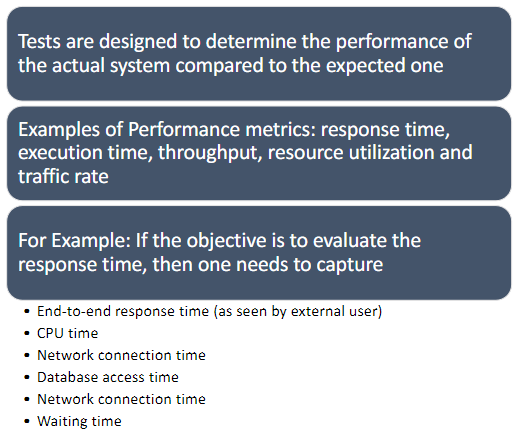 Tests are designed to determine the performance of
the actual system compared to the expected one
Examples of Performance metrics: response time,
execution time, throughput, resource utilization and
traffic rate
For Example: If the objective is to evaluate the
response time, then one needs to capture
• End-to-end response time (as seen by external user)
• CPU time
• Network connection time
• Database access time
• Network connection time
• Waiting time